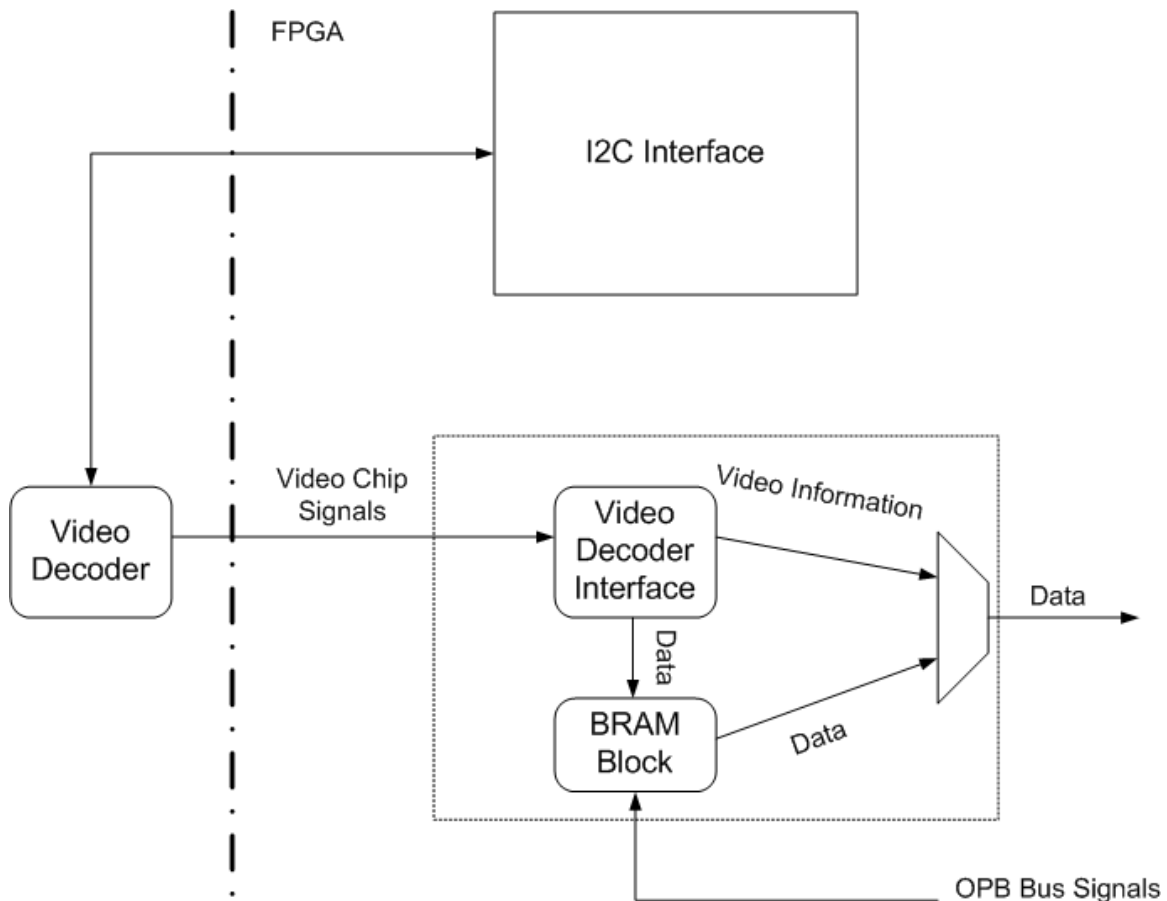 FPGA
I2C Interface
Video Chip
Signals
Video Information
Video
Decoder
Video
Decoder
Interface
Data
Data
BRAM
Block
Data
OPB Bus Signals